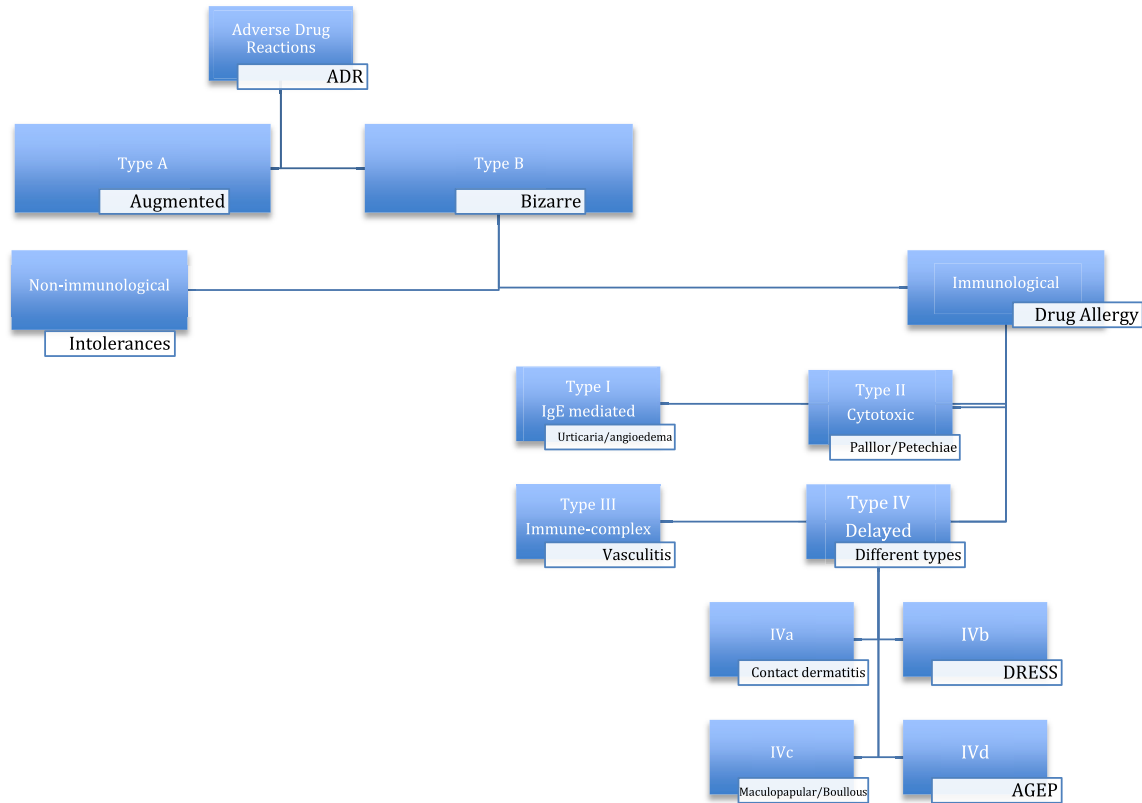 Adverse Drug
Reactions
ADR
Type A
Augmented
Type B
Bizarre
Non-immunological
Intolerances
Immunological
Drug Allergy
Type I
IgE mediated
Urticaria/angioedema
Type II
Cytotoxic
Palllor/Petechiae
Type III
Immune-complex
Vasculitis
Type IV
Delayed
Different types
IVa
Contact dermatitis
IVb
DRESS
IVc
Maculopapular/Boullous
IVd
AGEP